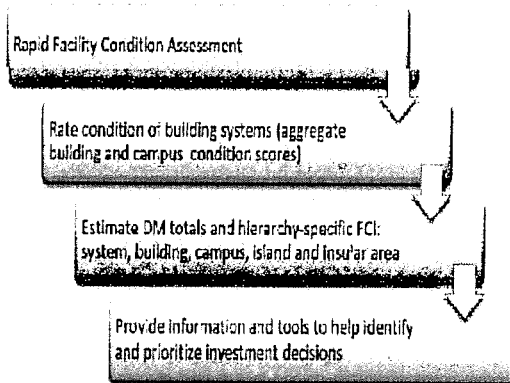 Rapid Facility Condition Assessment
Rate condition of building systems (aggregate
building and campus condition scores)
Estimate DM totals and hierarchy-specific FCI:
system, building, campus, island and insular area
Provide information and tools to help identify
and prioritize investment decisions